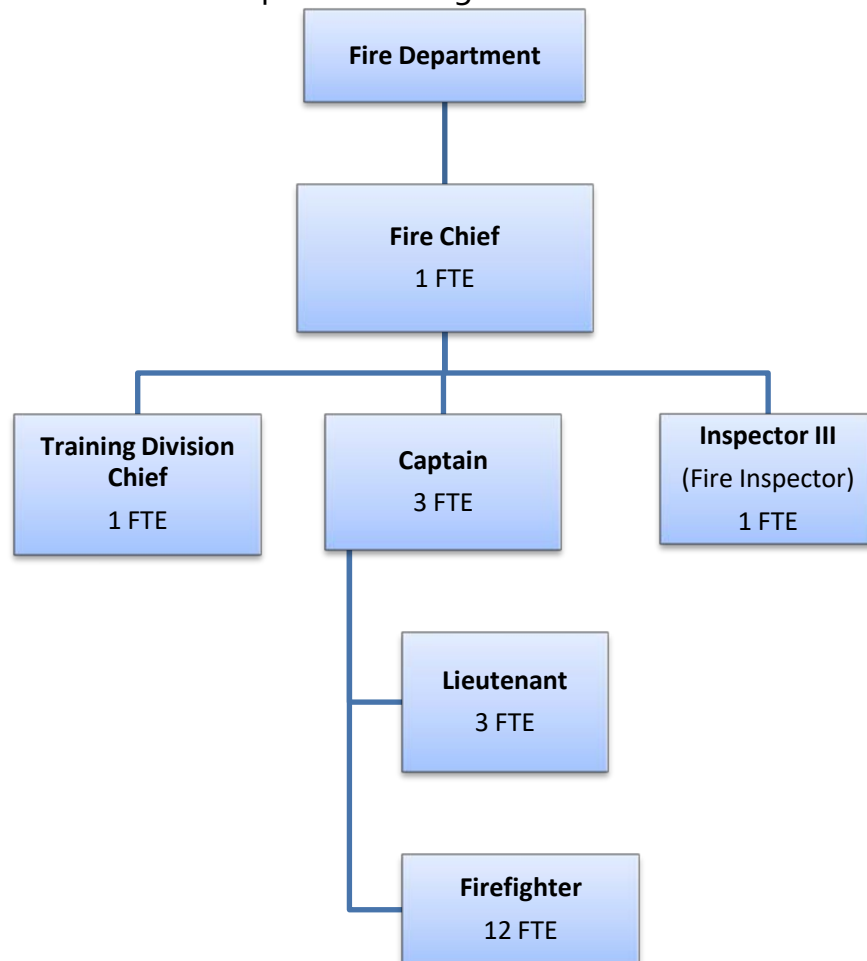 Fire Department
Fire Chief
1 FTE
Training Division
Chief
1 FTE
Captain
3 FTE
Inspector III
(Fire Inspector)
1 FTE
Lieutenant
3 FTE
Firefighter
12 FTE